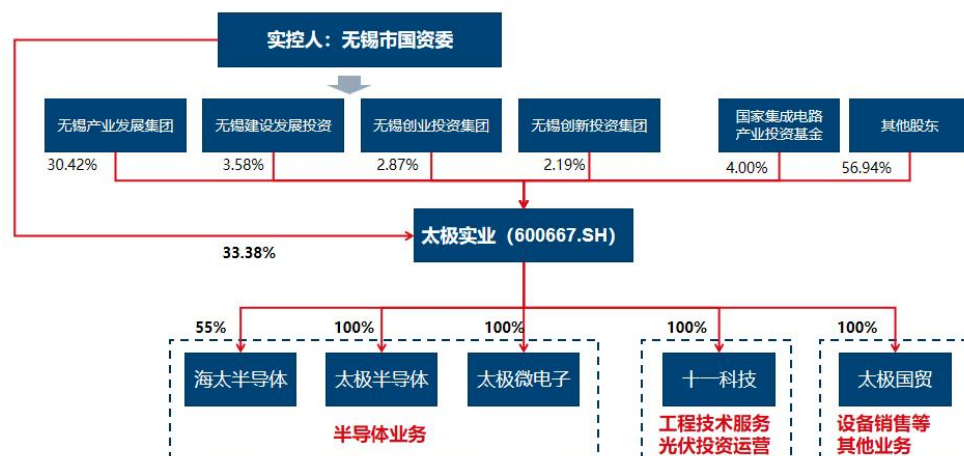 实控人：无锡市国资委
无锡产业发展集团
无锡建设发展投资
无锡创业投资集团
无锡创新投资集团
国家集成电路
产业投资基金
其他股东
30.42%
3.58%
2.87%
2.19%
4.00%
56.94%
太极实业（600667.SH）
33.38%
55%
100%
100%
100%
100%
海太半导体
太极半导体
太极微电子
十一科技
太极国贸
半导体业务
工程技术服务
光伏投资运营
设备销售等
其他业务